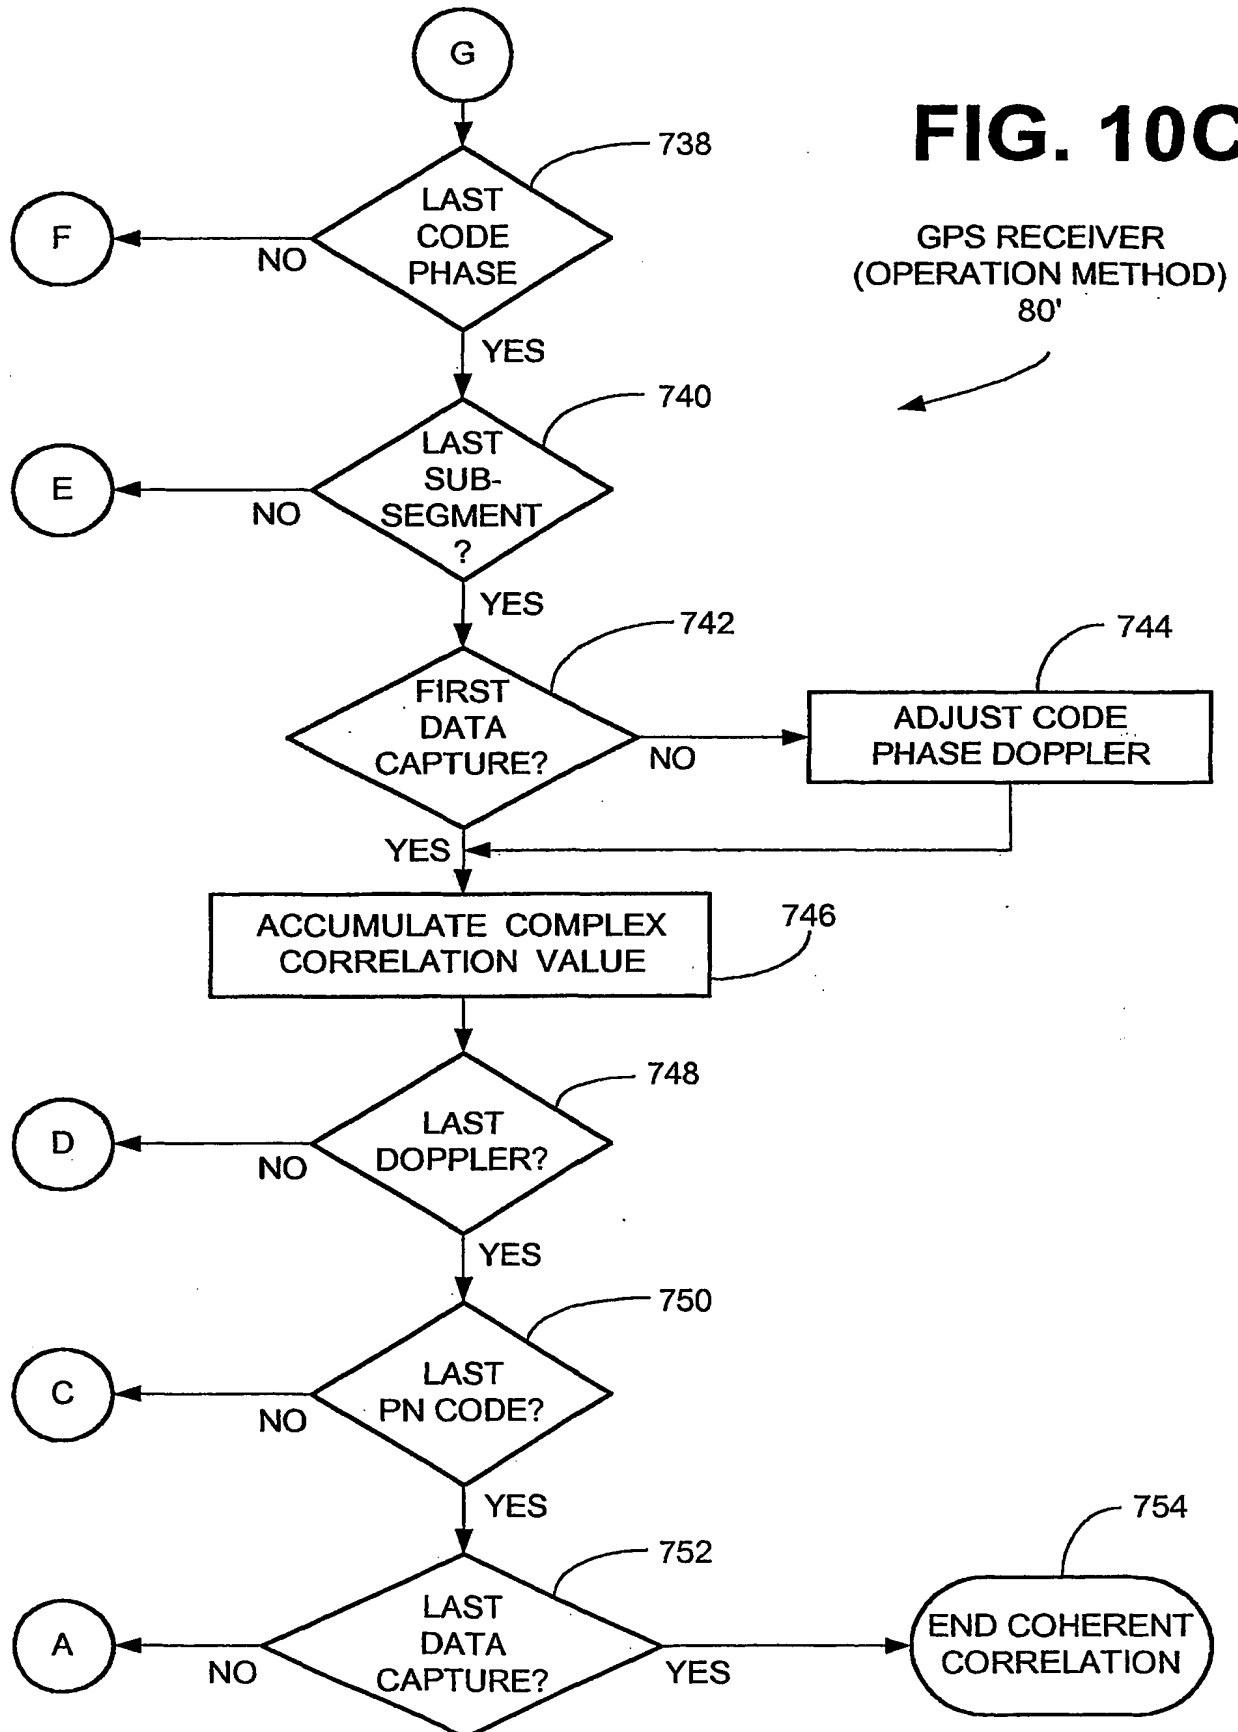 G
FIG. 10C
738
LAST
CODE
PHASE
F
NO
GPS RECEIVER
(OPERATION METHOD)
80'
YES
740
LAST
SUB-
SEGMENT
?
E
NO
YES
742
744
FIRST
DATA
CAPTURE?
NO
ADJUST CODE
PHASE DOPPLER
YES
ACCUMULATE COMPLEX
CORRELATION VALUE
746
748
LAST
DOPPLER?
D
NO
YES
750
LAST
PN CODE?
C
NO
YES
752
754
LAST
DATA
CAPTURE?
A
NO
YES
END COHERENT
CORRELATION